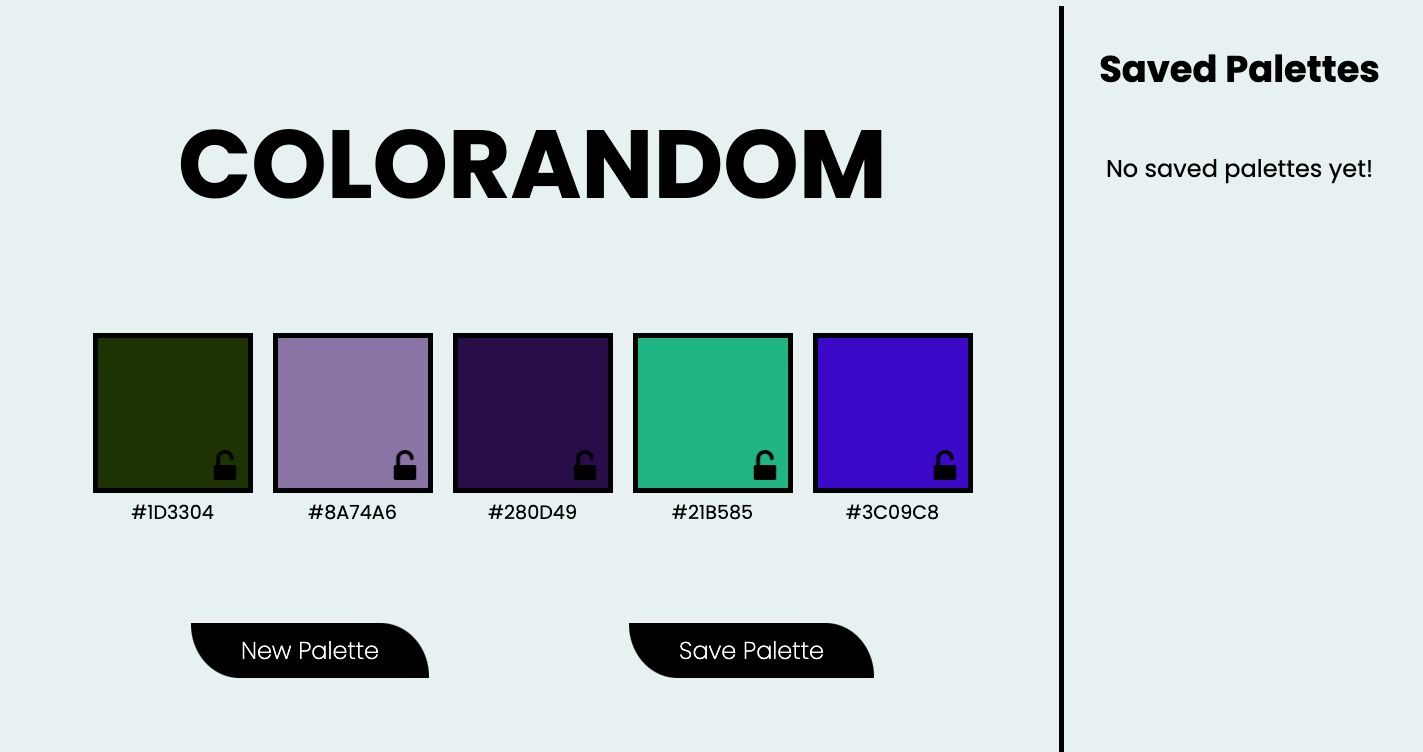 COLORANDOM
#1D3304
#8A74A6
#280D49
#21B585
#3C09C8
New Palette
Save Palette
Saved Palettes
No saved palettes yet!